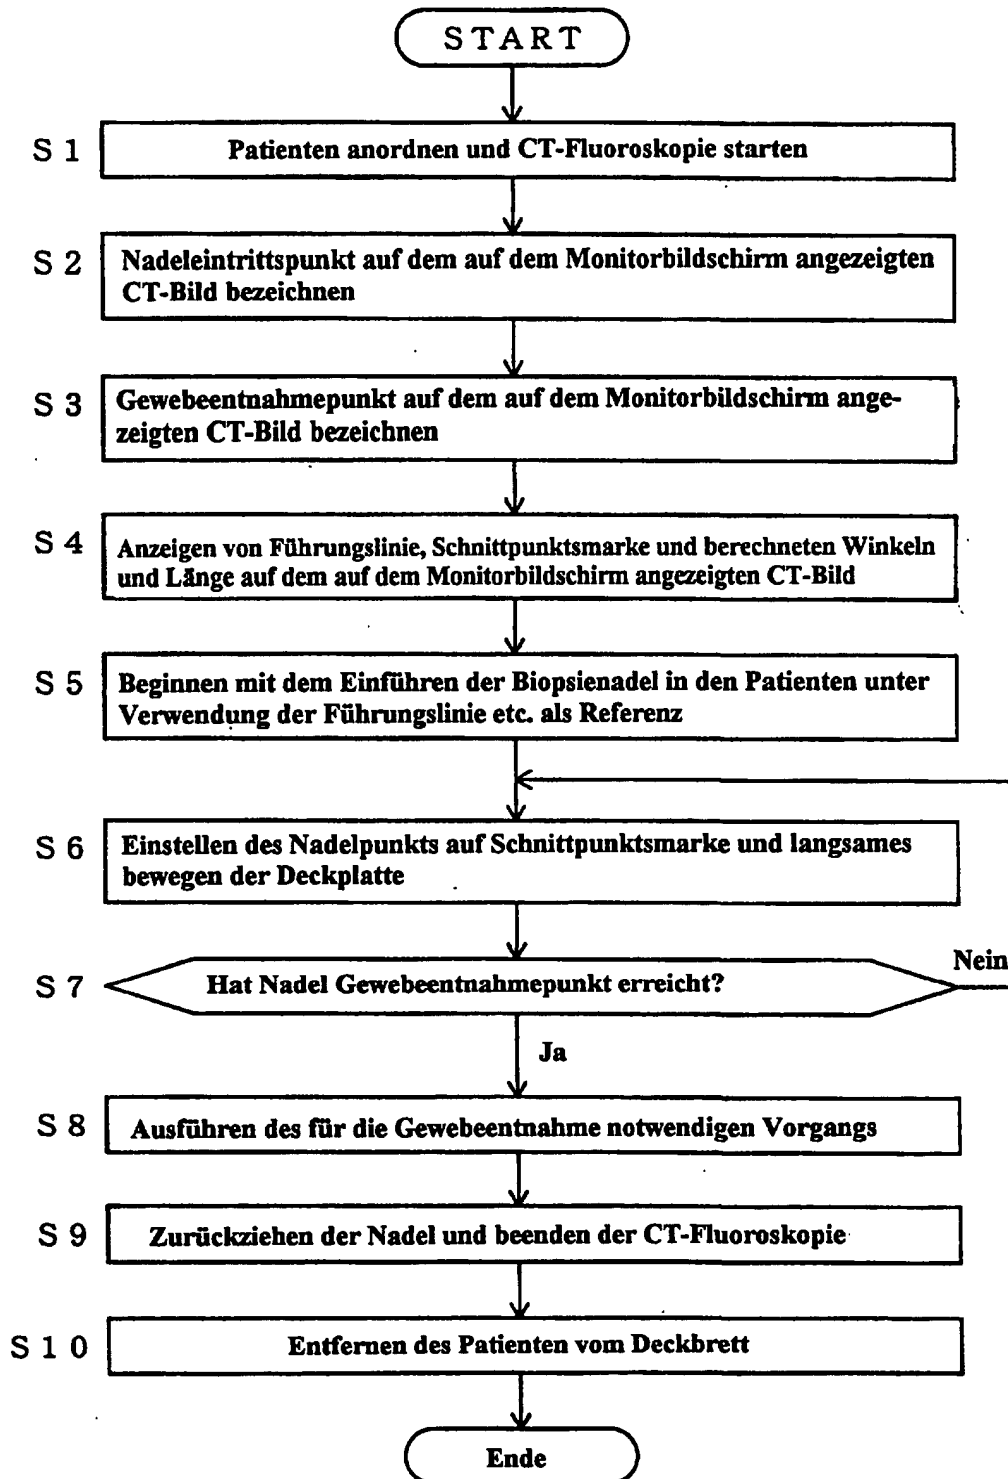 START
S 1
Patienten anordnen und CT-Fluoroskopie starten
S 2
Nadeleintrittspunkt auf dem auf dem Monitorbildschirm angezeigten
CT-Bild bezeichnen
S 3
Gewebeentnahmepunkt auf dem auf dem Monitorbildschirm ange-
zeigten CT-Bild bezeichnen
S 4
Anzeigen von Führungslinie, Schnittpunktsmarke und berechneten Winkeln
und Länge auf dem auf dem Monitorbildschirm angezeigten CT-Bild
S 5
Beginnen mit dem Einführen der Biopsienadel in den Patienten unter
Verwendung der Führungslinie etc. als Referenz
S 6
Einstellen des Nadelpunkts auf Schnittpunktsmarke und langsames
bewegen der Deckplatte
S 7
Hat Nadel Gewebeentnahmepunkt erreicht?
Nein
Ja
S 8
Ausführen des für die Gewebeentnahme notwendigen Vorgangs
S 9
Zurückziehen der Nadel und beenden der CT-Fluoroskopie
S 1 0
Entfernen des Patienten vom Deckbrett
Ende